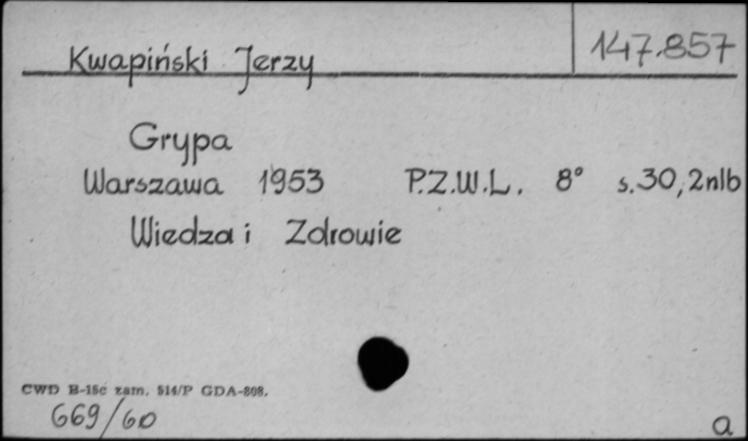 147.857
Kwapiński Jerzy
Grypa
Warszawa 1953 P.Z.W.L. 8° s.30,2nlb
Wiedza i Zdrowie
CWD B-15c zam. 514/P GDA-808.
669/60
a